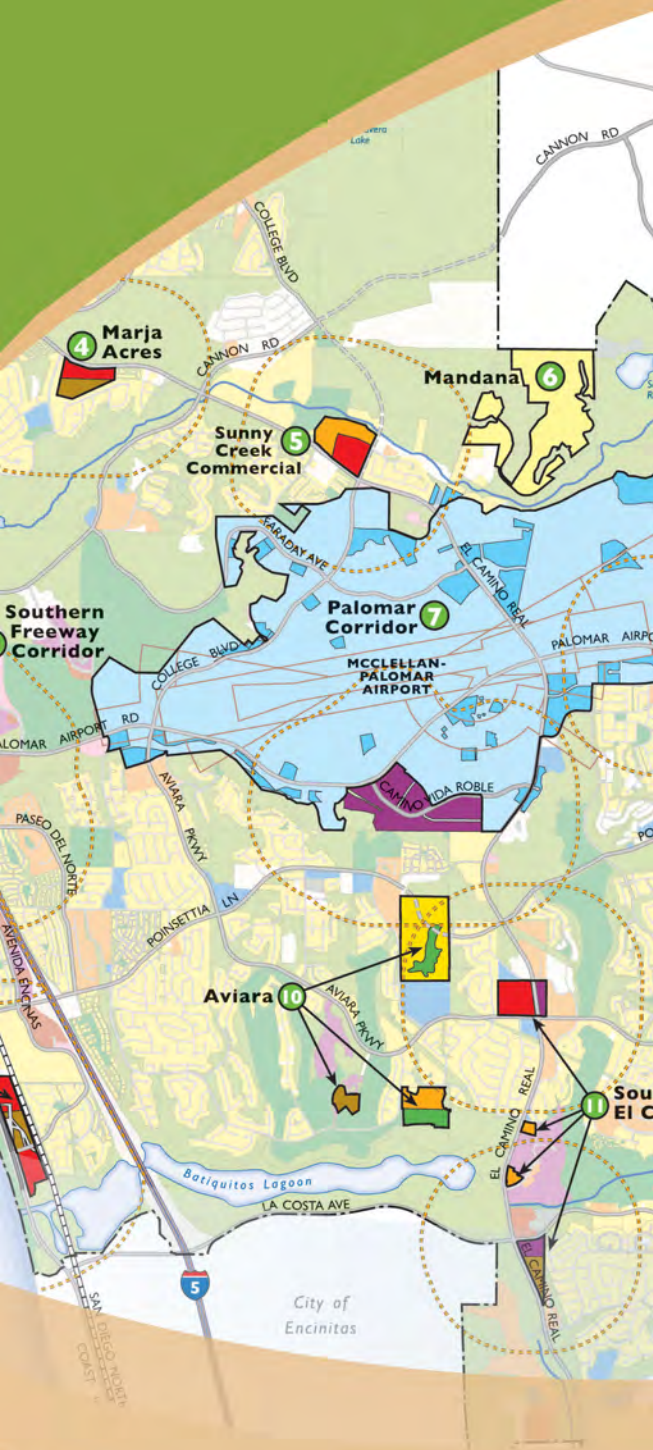 Lake
CANNON RD
COLLEGE BLVD
4
Marja
Acres
CANNON RD
Mandana
6
Sunny
Creek
Commercial
5
FARADAY AVE
EL CAMINO REAL
Southern
Freeway
Corridor
Palomar
Corridor
7
COLLEGE BLVD
MCCLELLAN-
PALOMAR
AIRPORT
PALOMAR AIRPO
ALOMAR AIRPORT RD
AVIARA PKWY
CAMINO VIDA ROBLE
PASEO DEL NORTE
PO
POINSETTIA LN
AVENIDA ENCINAS
Aviara
10
AVIARA PKWY
EL CAMINO REAL
11
Sou
El C
Batiquitos Lagoon
LA COSTA AVE
EL CAMINO REAL
5
City of
Encinitas
SAN DIEGO NORTH
COAST